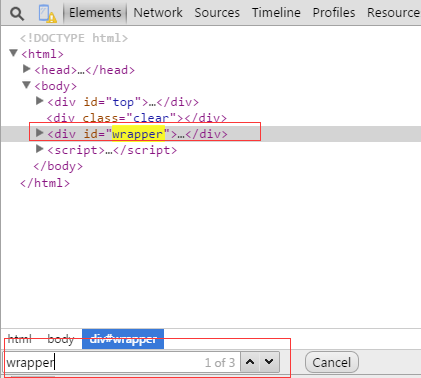 Elements Network Sources Timeline Profiles Resource
<!DOCTYPE html>
▼<html>
▶<head>…</head>
▼<body>
▶<div id="top">…</div>
<div class="clear"></div>
▶<div id="wrapper">…</div>
▶<script>…</script>
</body>
</html>
html body div#wrapper
wrapper 1 of 3 Cancel